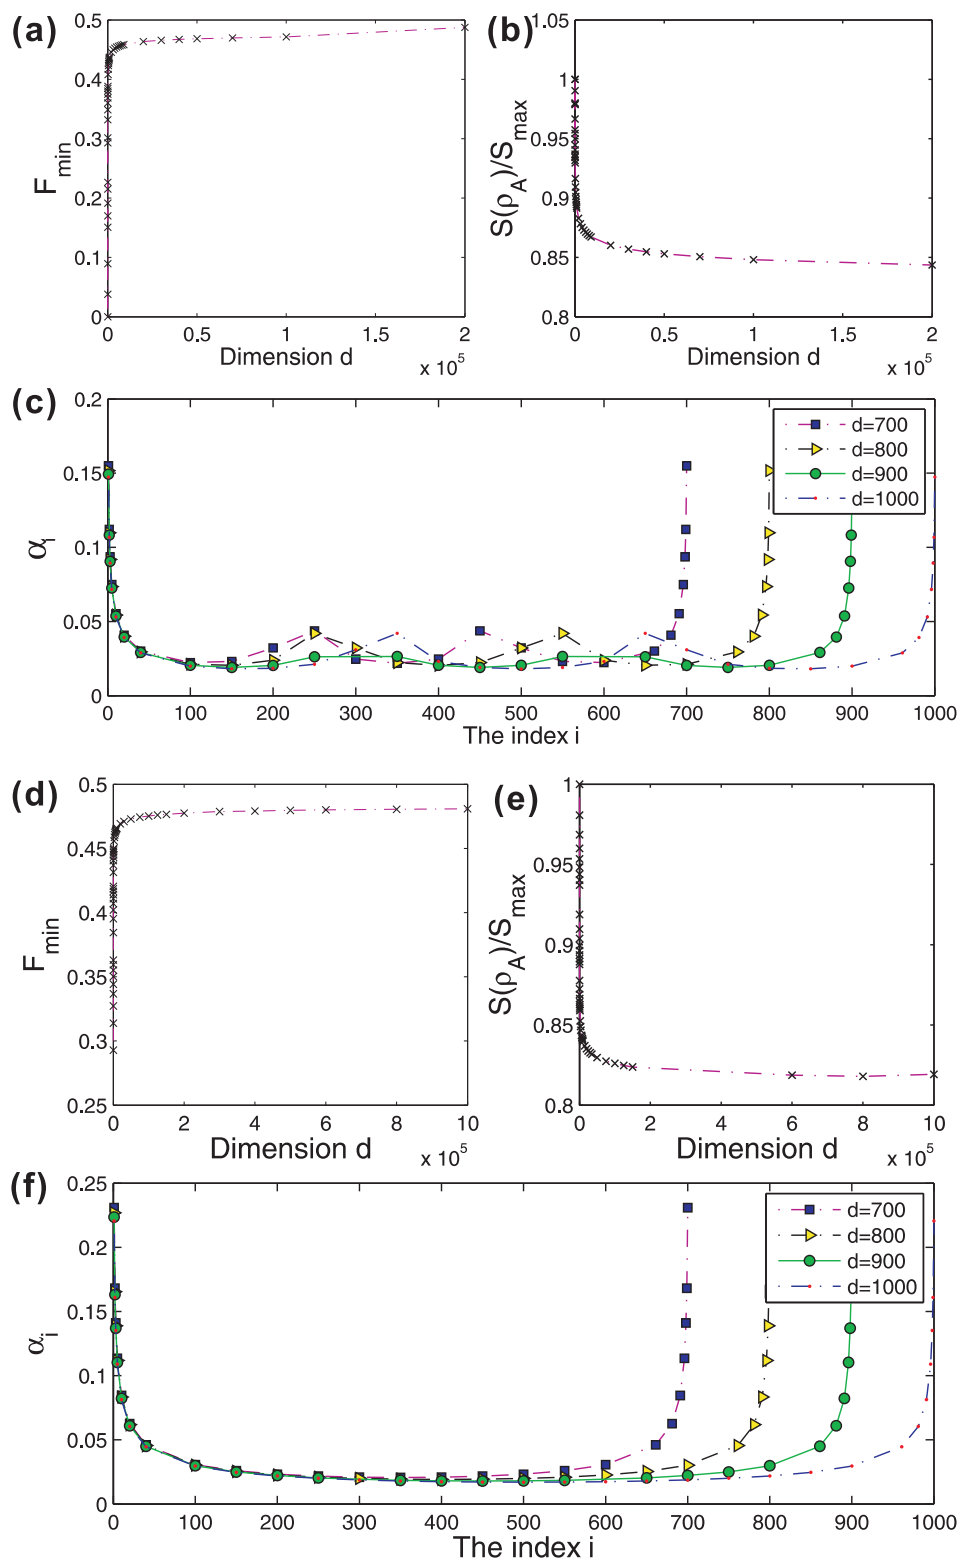 (a)
0.5
0.4
0.3
0.2
0.1
0
F_min
0 0.5 1 1.5 2
Dimension d
x 10^5
(b)
1.05
1
0.95
0.9
0.85
0.8
S(ρ_A)/S_max
0 0.5 1 1.5 2
Dimension d
x 10^5
(c)
0.2
0.15
0.1
0.05
0
α_i
d=700
d=800
d=900
d=1000
0 100 200 300 400 500 600 700 800 900 1000
The index i
(d)
0.5
0.45
0.4
0.35
0.3
0.25
F_min
0 2 4 6 8 10
Dimension d
x 10^5
(e)
1
0.95
0.9
0.85
0.8
S(ρ_A)/S_max
0 2 4 6 8 10
Dimension d
x 10^5
(f)
0.25
0.2
0.15
0.1
0.05
0
α_i
d=700
d=800
d=900
d=1000
0 100 200 300 400 500 600 700 800 900 1000
The index i